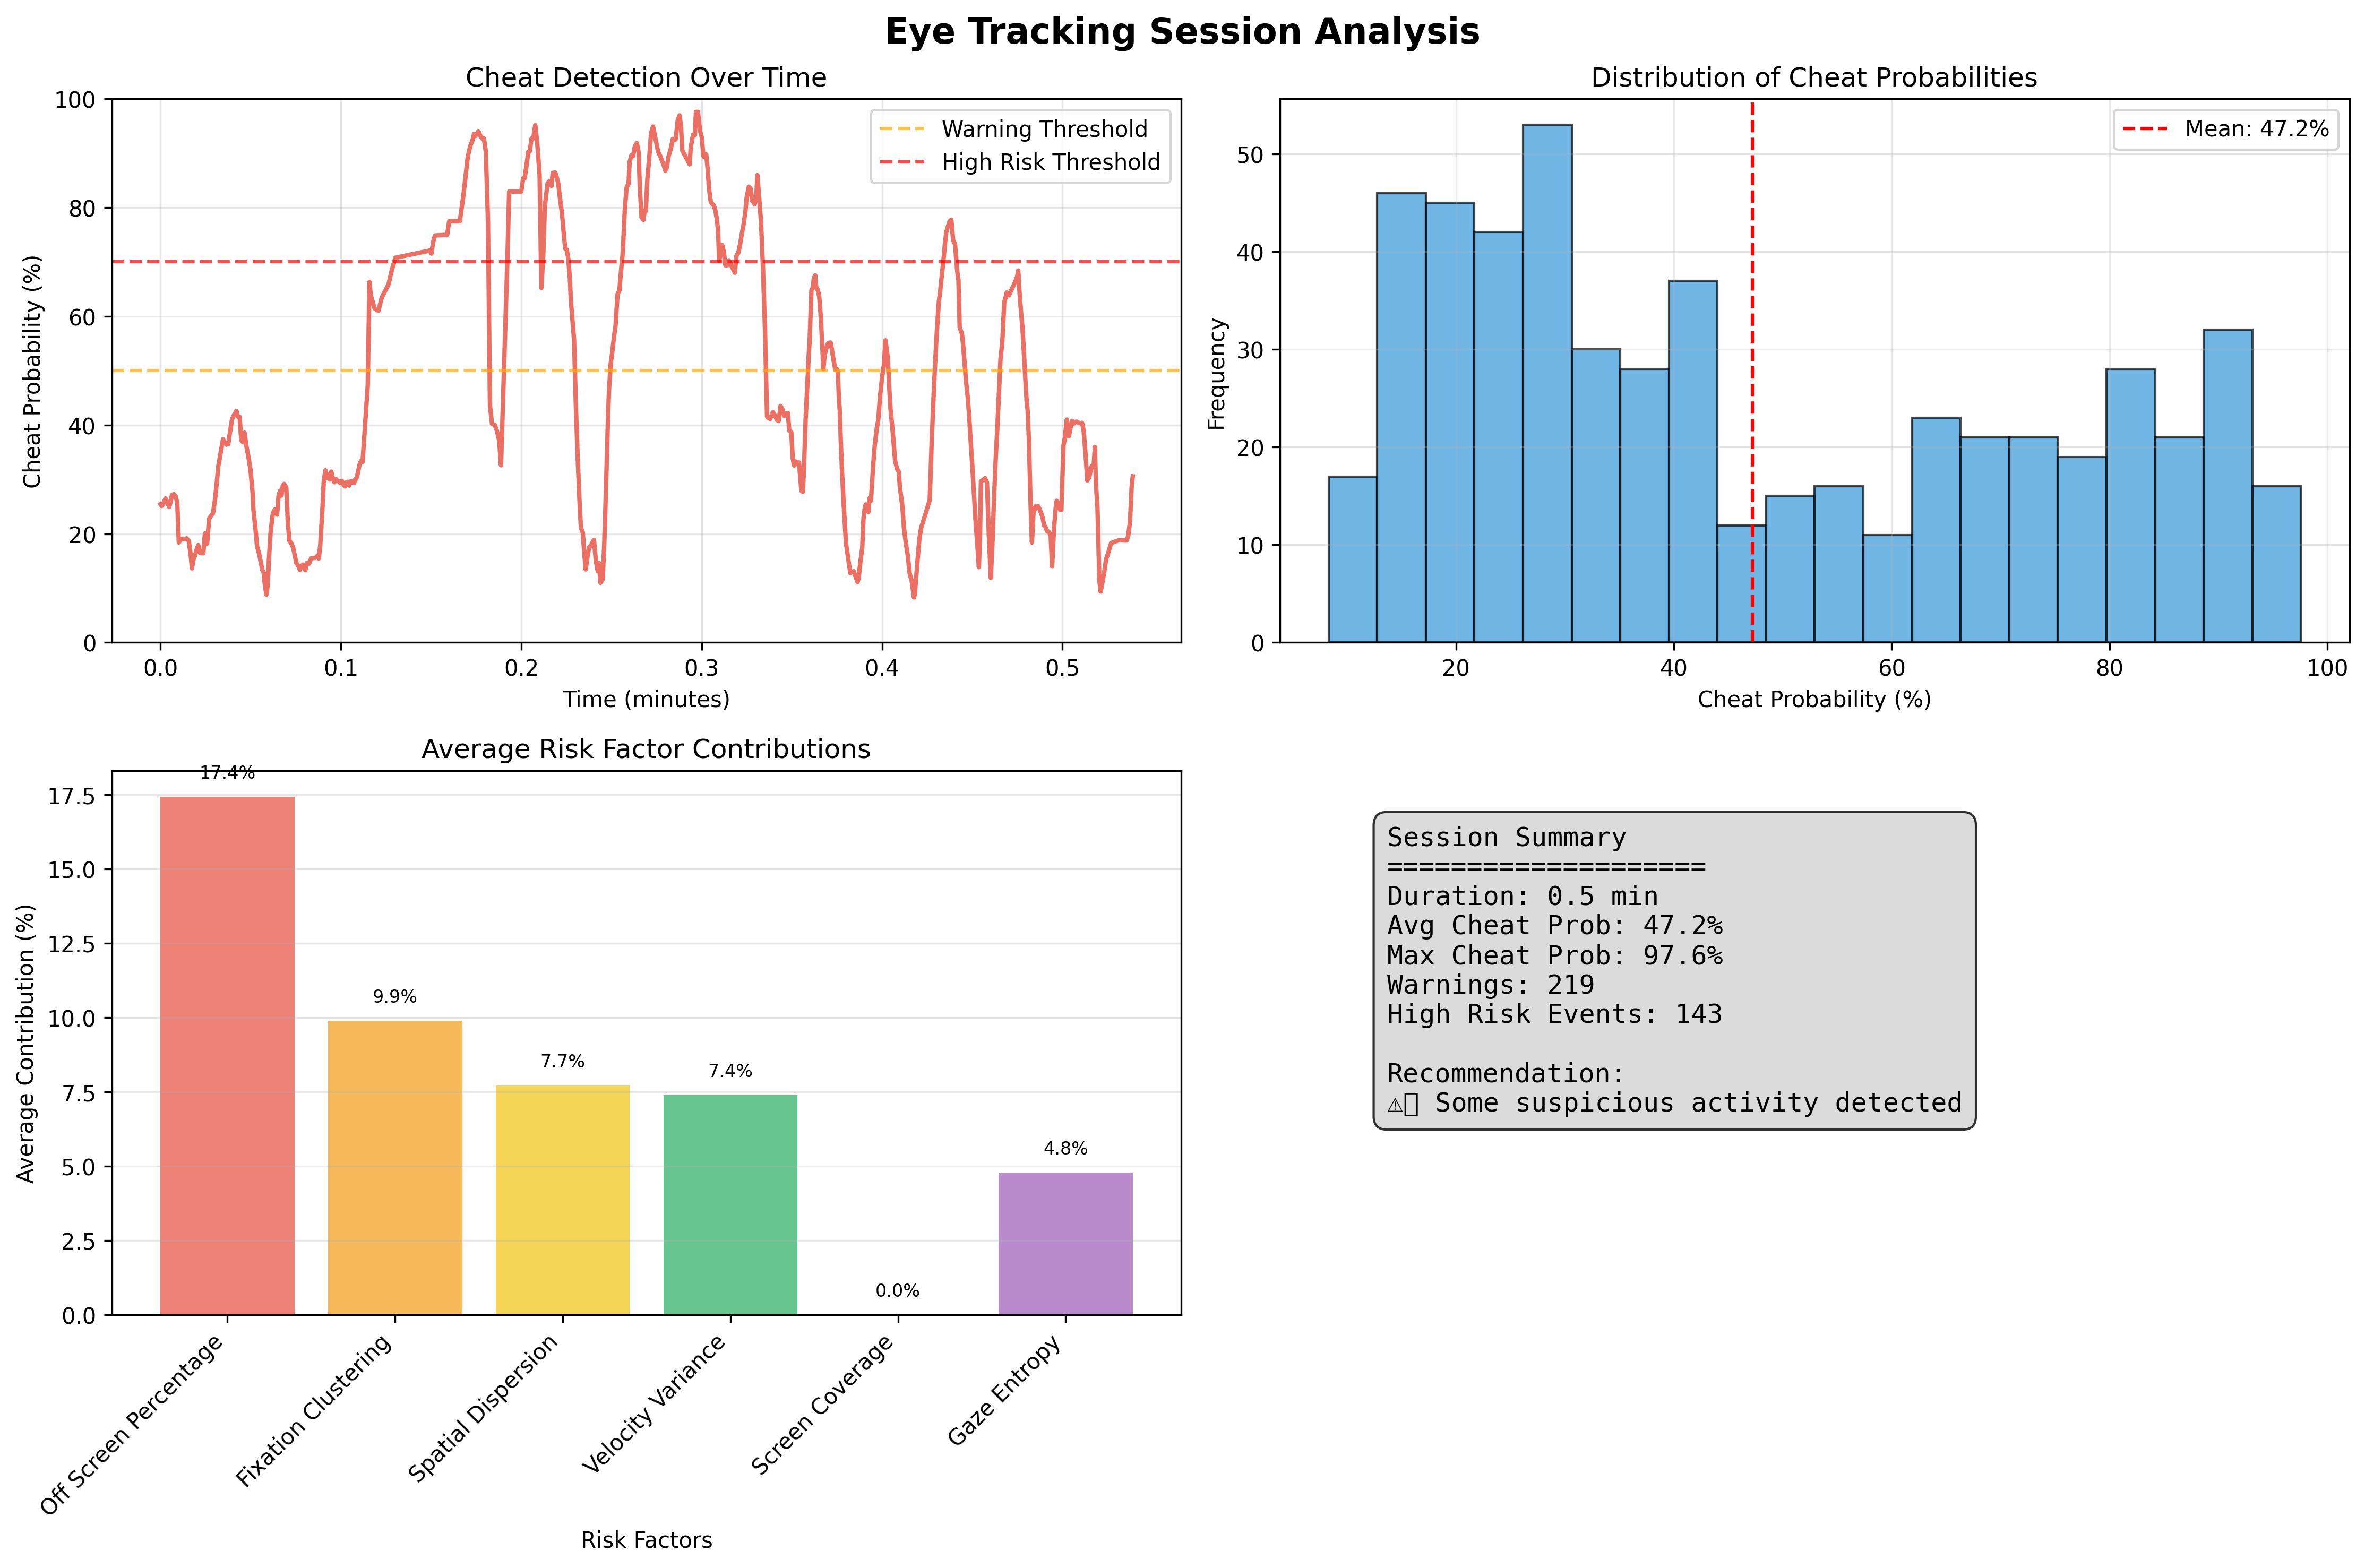 Eye Tracking Session Analysis
Cheat Detection Over Time
100
80
60
40
20
0
Cheat Probability (%)
Warning Threshold
High Risk Threshold
0.0 0.1 0.2 0.3 0.4 0.5
Time (minutes)
Distribution of Cheat Probabilities
50
40
30
20
10
0
Frequency
Mean: 47.2%
20 40 60 80 100
Cheat Probability (%)
Average Risk Factor Contributions
17.5
15.0
12.5
10.0
7.5
5.0
2.5
0.0
Average Contribution (%)
17.4%
9.9%
7.7%
7.4%
0.0%
4.8%
Off Screen Percentage
Fixation Clustering
Spatial Dispersion
Velocity Variance
Screen Coverage
Gaze Entropy
Risk Factors
Session Summary
====================
Duration: 0.5 min
Avg Cheat Prob: 47.2%
Max Cheat Prob: 97.6%
Warnings: 219
High Risk Events: 143
Recommendation:
⚠️ Some suspicious activity detected